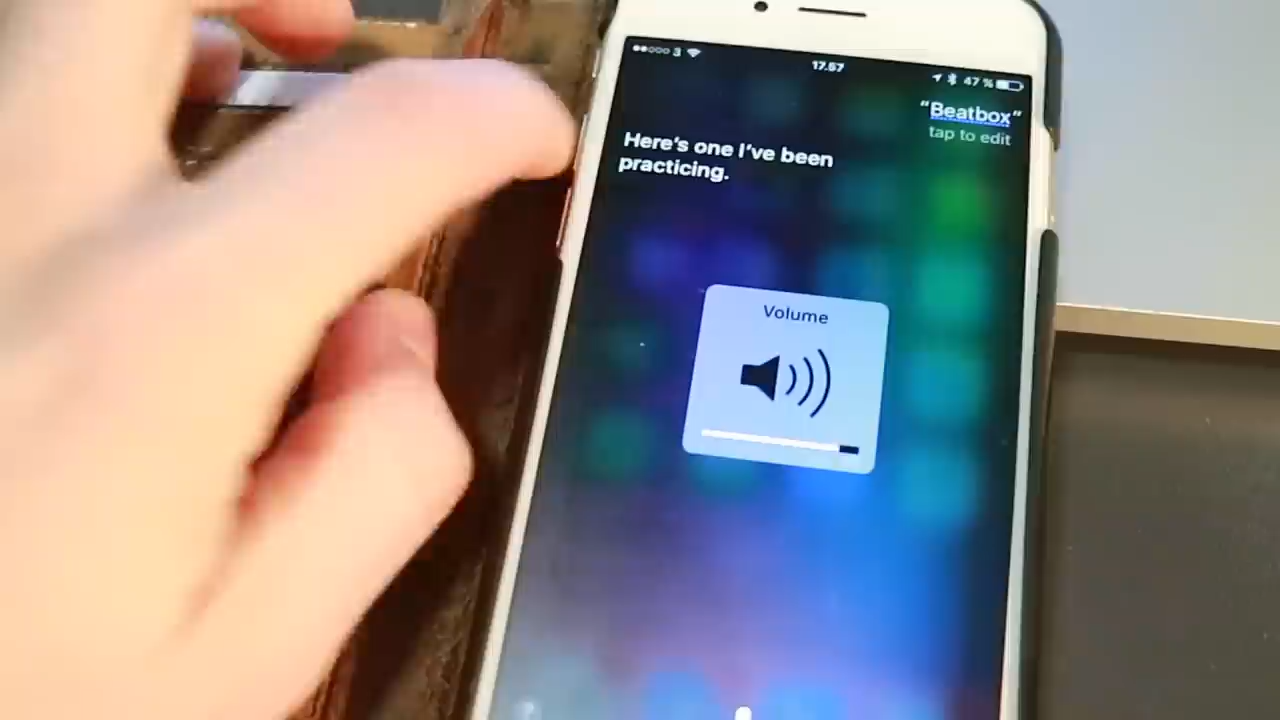 3
17.57
47 %
“Beatbox”
tap to edit
Here's one I've been
practicing.
Volume